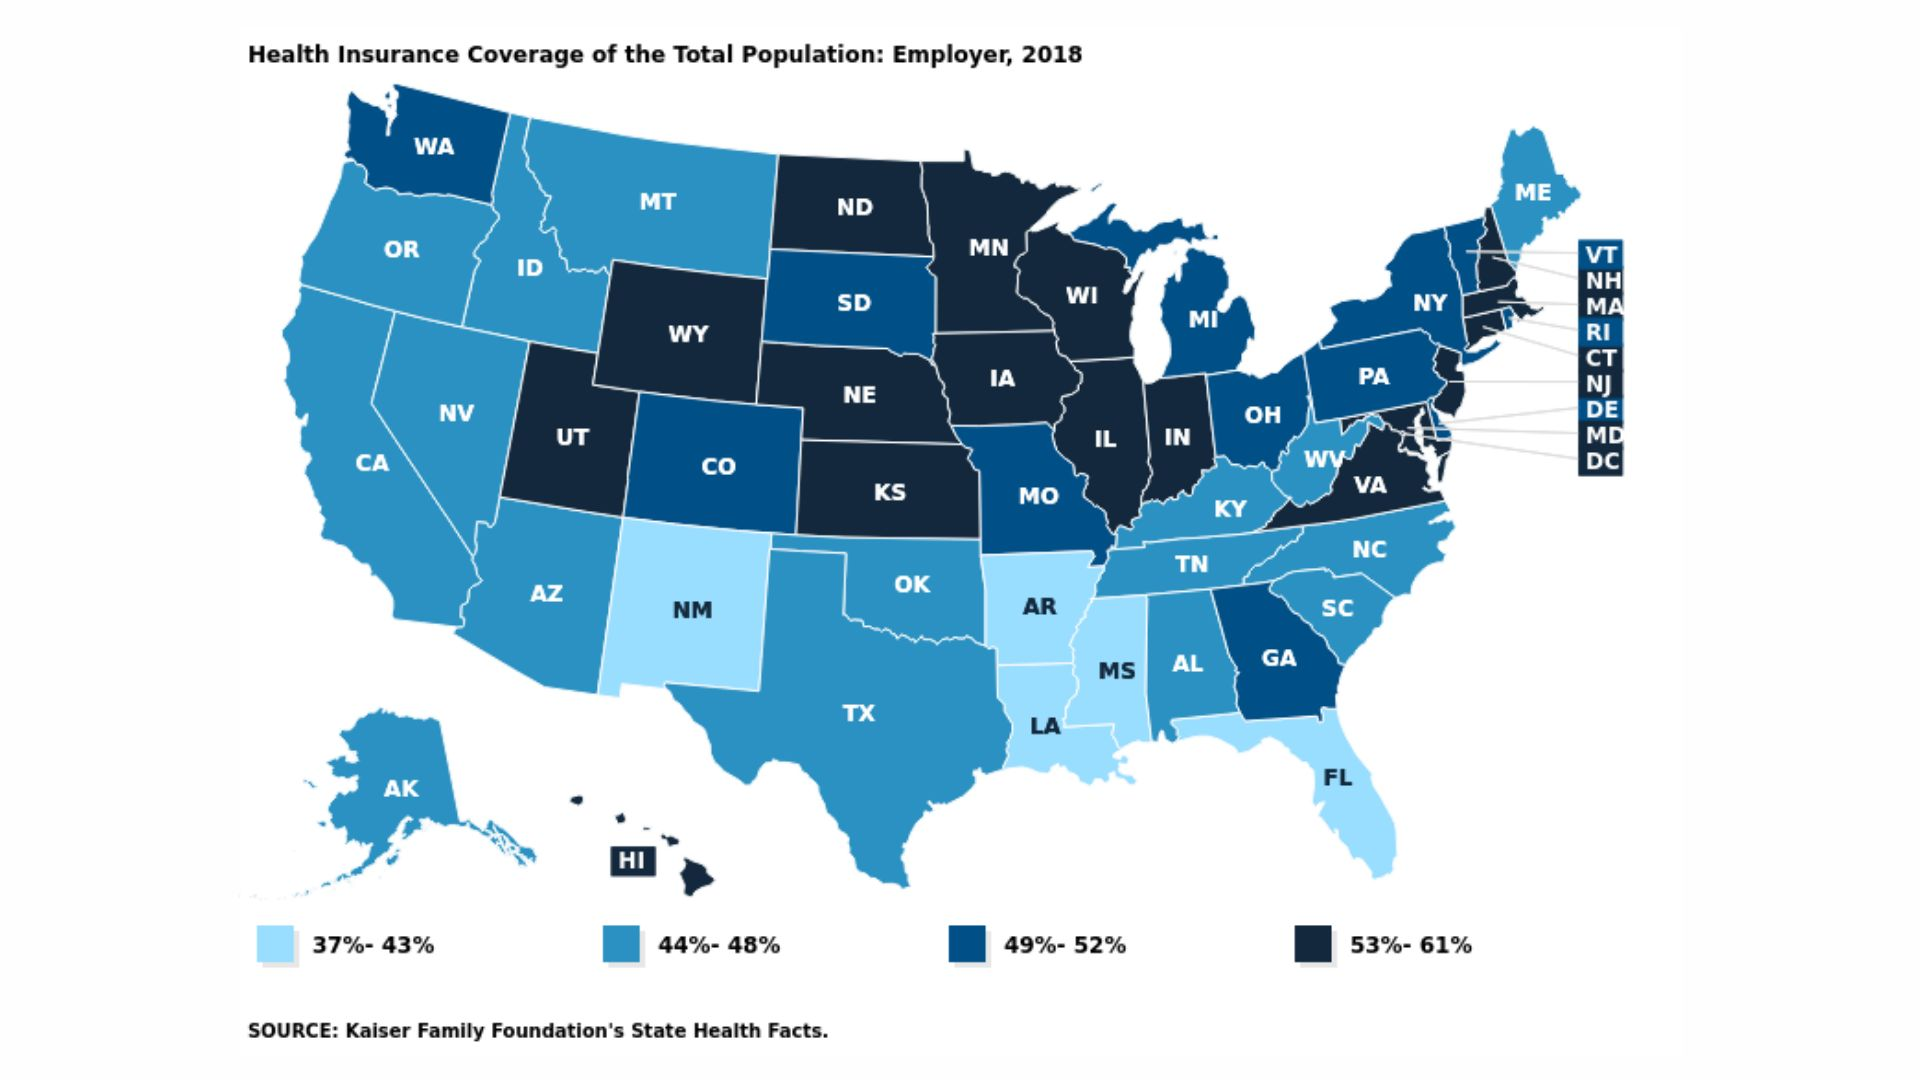 Health Insurance Coverage of the Total Population: Employer, 2018
WA
MT
ND
MN
ME
OR
ID
SD
WI
MI
NY
VT
NH
MA
RI
CT
NJ
DE
MD
DC
WY
NE
IA
PA
NV
UT
CO
KS
MO
IL
IN
OH
WV
VA
CA
KY
AZ
NM
OK
AR
TN
NC
SC
TX
LA
MS
AL
GA
FL
AK
HI
37%- 43%
44%- 48%
49%- 52%
53%- 61%
SOURCE: Kaiser Family Foundation's State Health Facts.